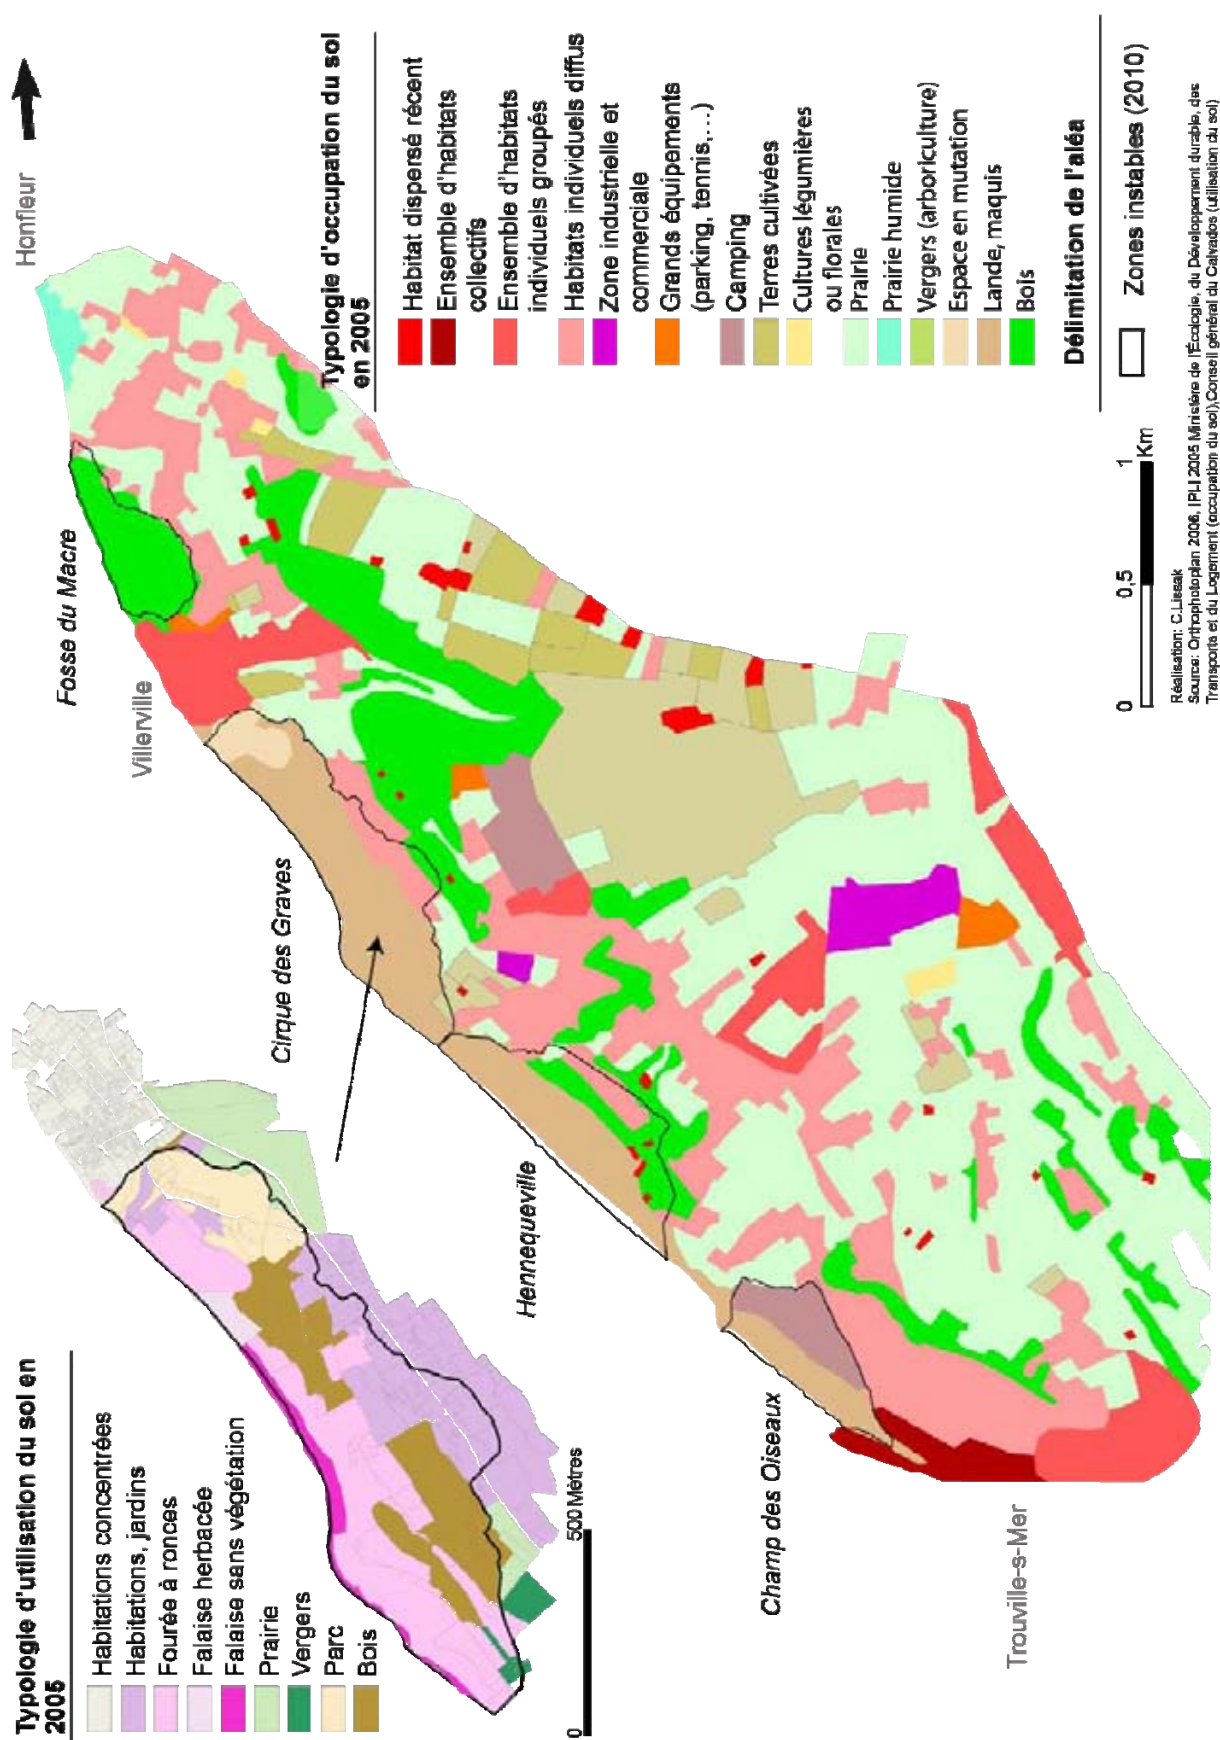 Typologie d'utilisation du sol en
2005
Habitations concentrées
Habitations, jardins
Fourée à ronces
Falaise herbacée
Falaise sans végétation
Prairie
Vergers
Parc
Bois
0
500 Mètres
Honfleur
Fosse du Macre
Villerville
Cirque des Graves
Hennequeville
Champ des Oiseaux
Trouville-s-Mer
Typologie d'occupation du sol
en 2005
Habitat dispersé récent
Ensemble d'habitats
collectifs
Ensemble d'habitats
individuels groupés
Habitats individuels diffus
Zone industrielle et
commerciale
Grands équipements
(parking, tennis,...)
Camping
Terres cultivées
Cultures légumières
ou florales
Prairie
Prairie humide
Vergers (arboriculture)
Espace en mutation
Lande, maquis
Bois
Délimitation de l'aléa
Zones instables (2010)
0
0,5
1
Km
Réalisation: C.Lissak
Source: Orthophotoplan 2006, IPLI 2005 Ministère de l'Écologie, du Développement durable, des
Transports et du Logement (occupation du sol),Conseil général du Calvados (utilisation du sol)